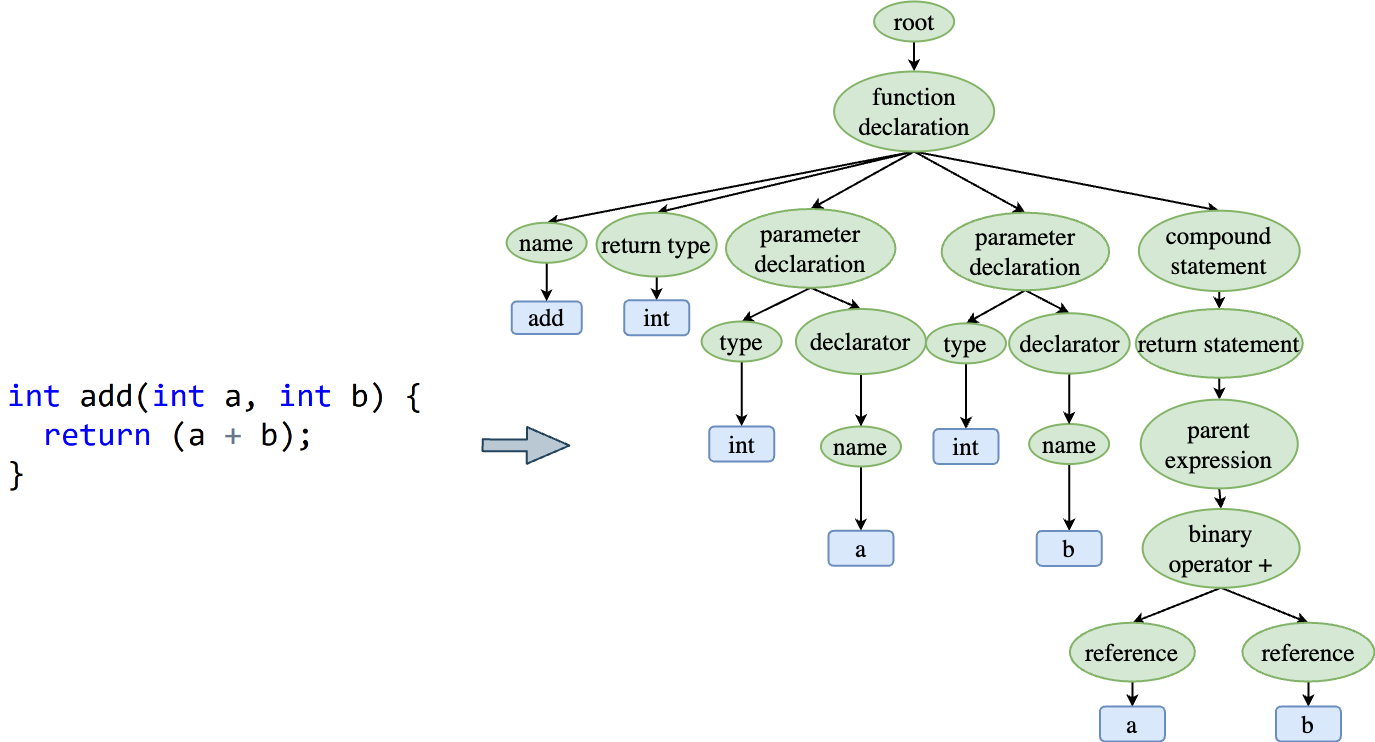 root
function
declaration
name
return type
parameter
declaration
parameter
declaration
compound
statement
add
int
type
declarator
type
declarator
return statement
int add(int a, int b) {
  return (a + b);
}
int
name
int
name
parent
expression
a
b
binary
operator +
reference
reference
a
b